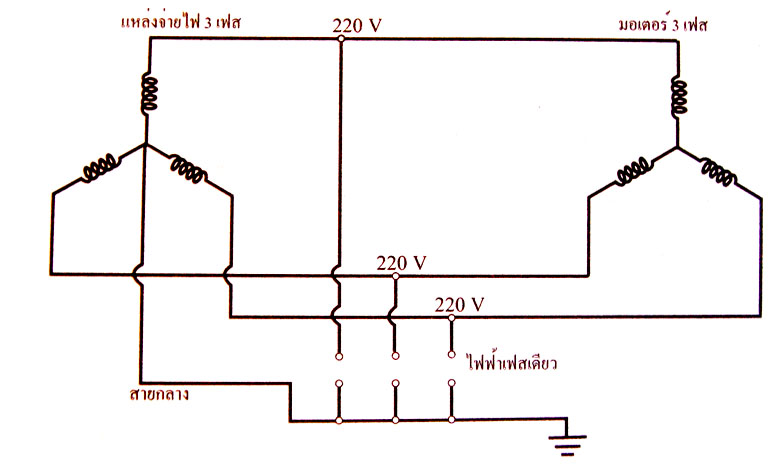 แหล่งจ่ายไฟ 3 เฟส
220 V
มอเตอร์ 3 เฟส
220 V
220 V
ไฟฟ้าเฟสเดียว
สายกลาง